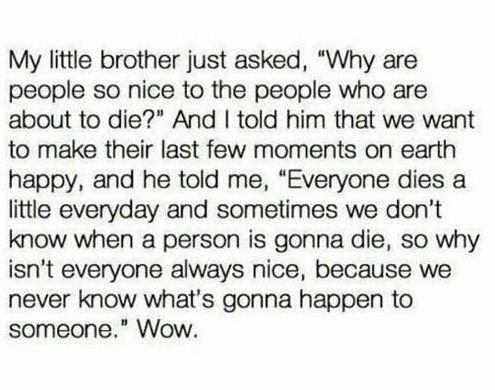 My little brother just asked, "Why are
people so nice to the people who are
about to die?" And I told him that we want
to make their last few moments on earth
happy, and he told me, "Everyone dies a
little everyday and sometimes we don't
know when a person is gonna die, so why
isn't everyone always nice, because we
never know what's gonna happen to
someone." Wow.